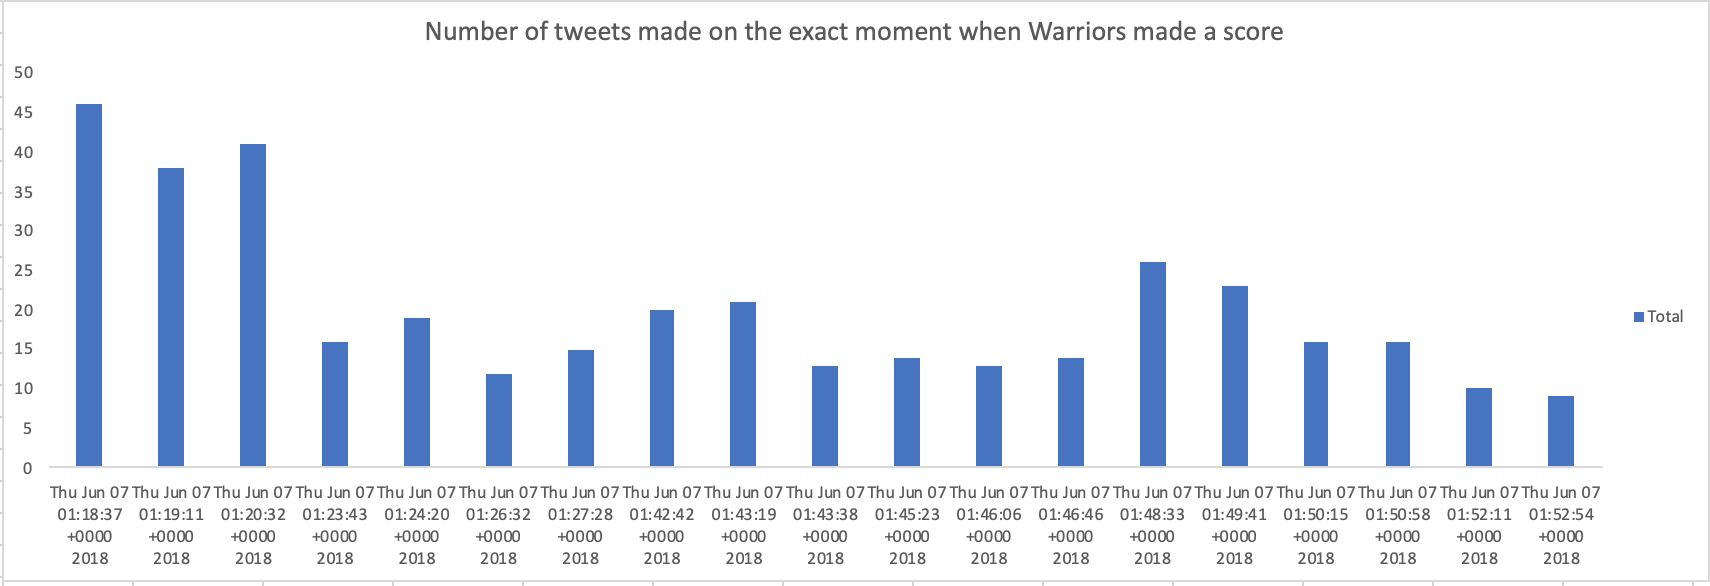 Number of tweets made on the exact moment when Warriors made a score
50
45
40
35
30
25
20
15
10
5
0
Total
Thu Jun 07 Thu Jun 07 Thu Jun 07 Thu Jun 07 Thu Jun 07 Thu Jun 07 Thu Jun 07 Thu Jun 07 Thu Jun 07 Thu Jun 07 Thu Jun 07 Thu Jun 07 Thu Jun 07 Thu Jun 07 Thu Jun 07 Thu Jun 07 Thu Jun 07 Thu Jun 07 Thu Jun 07
01:18:37 01:19:11 01:20:32 01:23:43 01:24:20 01:26:32 01:27:28 01:42:42 01:43:19 01:43:38 01:45:23 01:46:06 01:46:46 01:48:33 01:49:41 01:50:15 01:50:58 01:52:11 01:52:54
+0000 +0000 +0000 +0000 +0000 +0000 +0000 +0000 +0000 +0000 +0000 +0000 +0000 +0000 +0000 +0000 +0000 +0000 +0000
2018 2018 2018 2018 2018 2018 2018 2018 2018 2018 2018 2018 2018 2018 2018 2018 2018 2018 2018